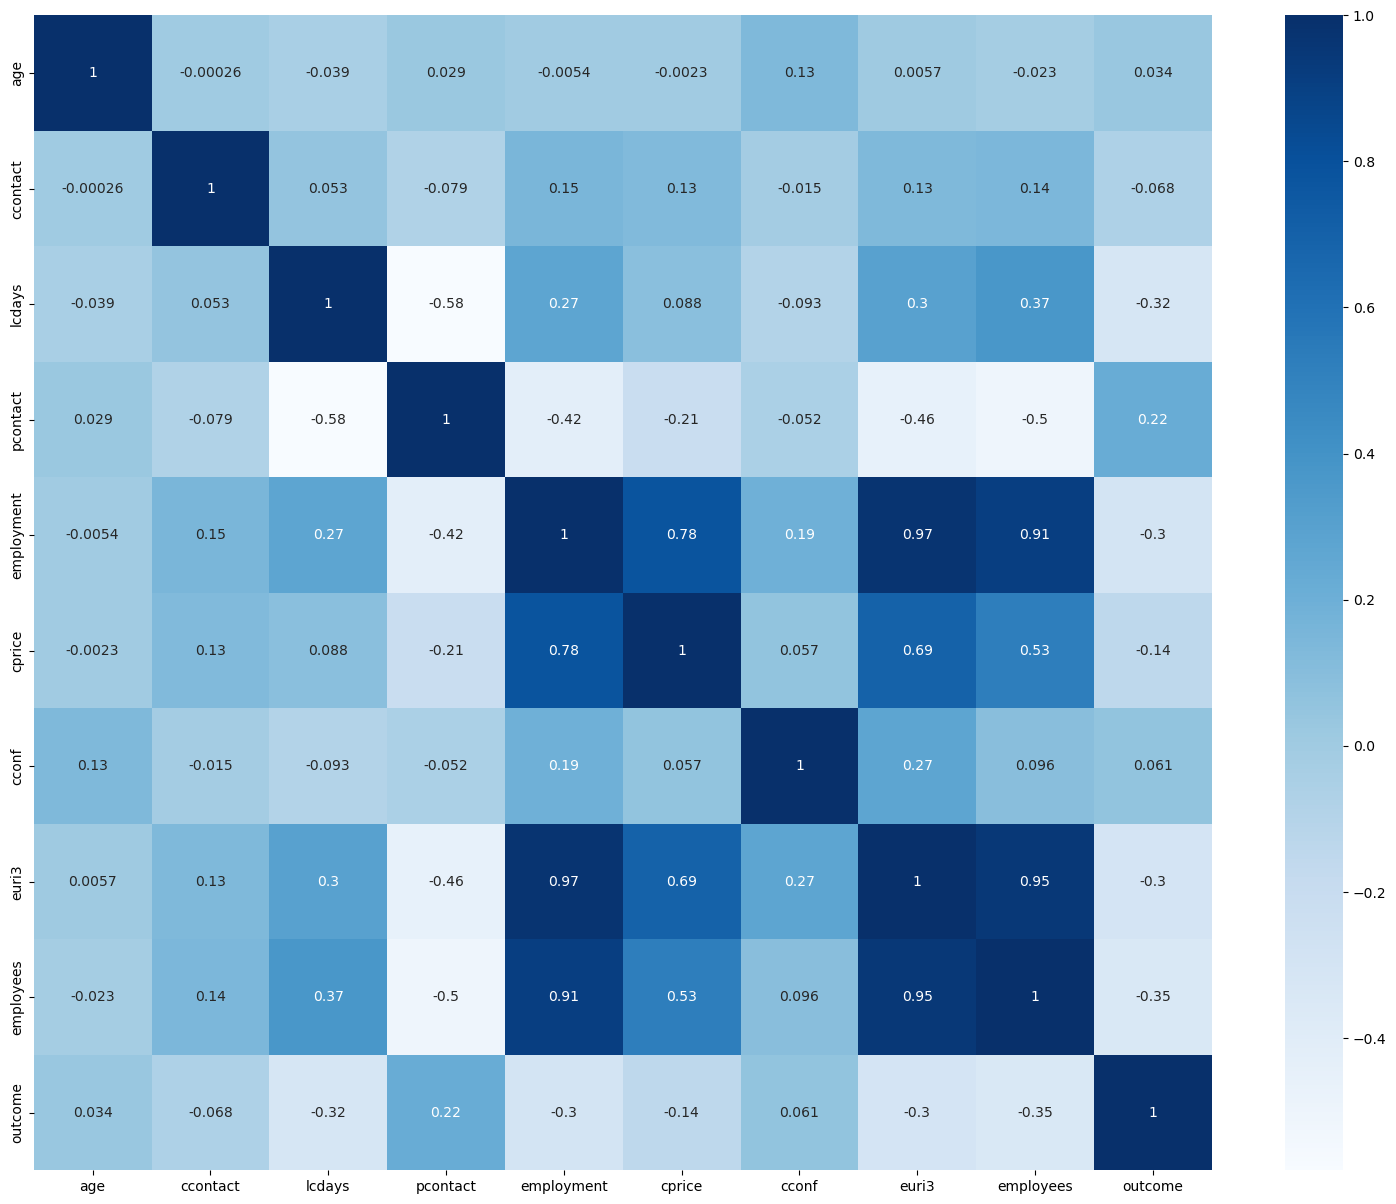 age 1 -0.00026 -0.039 0.029 -0.0054 -0.0023 0.13 0.0057 -0.023 0.034
ccontact -0.00026 1 0.053 -0.079 0.15 0.13 -0.015 0.13 0.14 -0.068
lcdays -0.039 0.053 1 -0.58 0.27 0.088 -0.093 0.3 0.37 -0.32
pcontact 0.029 -0.079 -0.58 1 -0.42 -0.21 -0.052 -0.46 -0.5 0.22
employment -0.0054 0.15 0.27 -0.42 1 0.78 0.19 0.97 0.91 -0.3
cprice -0.0023 0.13 0.088 -0.21 0.78 1 0.057 0.69 0.53 -0.14
cconf 0.13 -0.015 -0.093 -0.052 0.19 0.057 1 0.27 0.096 0.061
euri3 0.0057 0.13 0.3 -0.46 0.97 0.69 0.27 1 0.95 -0.3
employees -0.023 0.14 0.37 -0.5 0.91 0.53 0.096 0.95 1 -0.35
outcome 0.034 -0.068 -0.32 0.22 -0.3 -0.14 0.061 -0.3 -0.35 1
age ccontact lcdays pcontact employment cprice cconf euri3 employees outcome
1.0
0.8
0.6
0.4
0.2
0.0
−0.2
−0.4